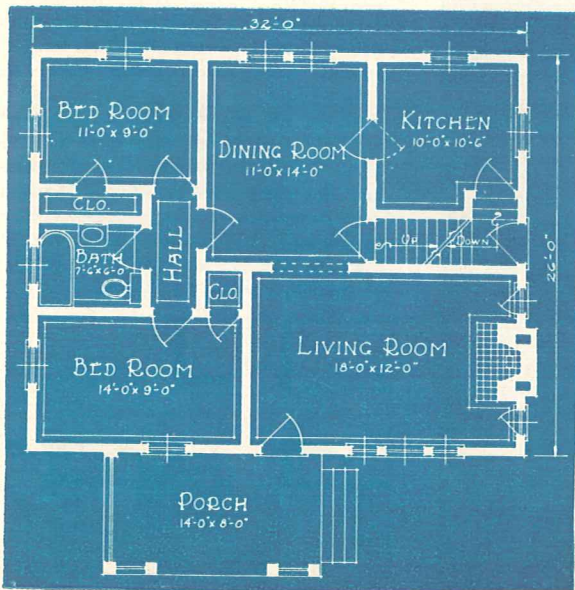 32'-0"
BED ROOM
11'-0" x 9'-0"
DINING ROOM
11'-0" x 14'-0"
KITCHEN
10'-0" x 10'-6"
CLO.
BATH
7'-6" x 6'-0"
HALL
UP
DOWN
26'-0"
CLO.
BED ROOM
14'-0" x 9'-0"
LIVING ROOM
18'-0" x 12'-0"
PORCH
14'-0" x 8'-0"